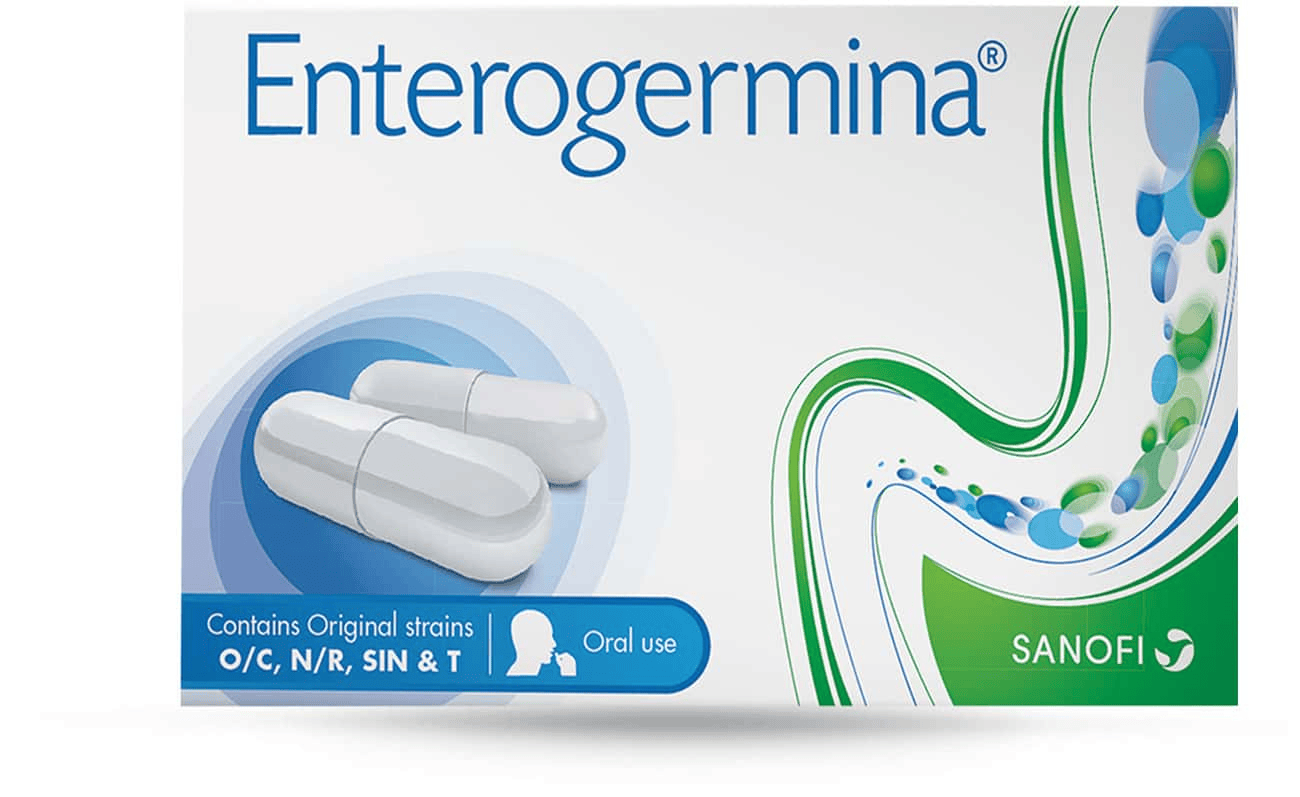 Enterogermina®
Contains Original strains
O/C, N/R, SIN & T
Oral use
SANOFI